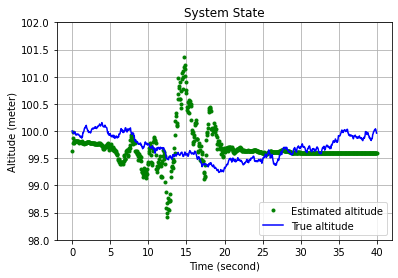 System State
Altitude (meter)
102.0
101.5
101.0
100.5
100.0
99.5
99.0
98.5
98.0
Estimated altitude
True altitude
0 5 10 15 20 25 30 35 40
Time (second)